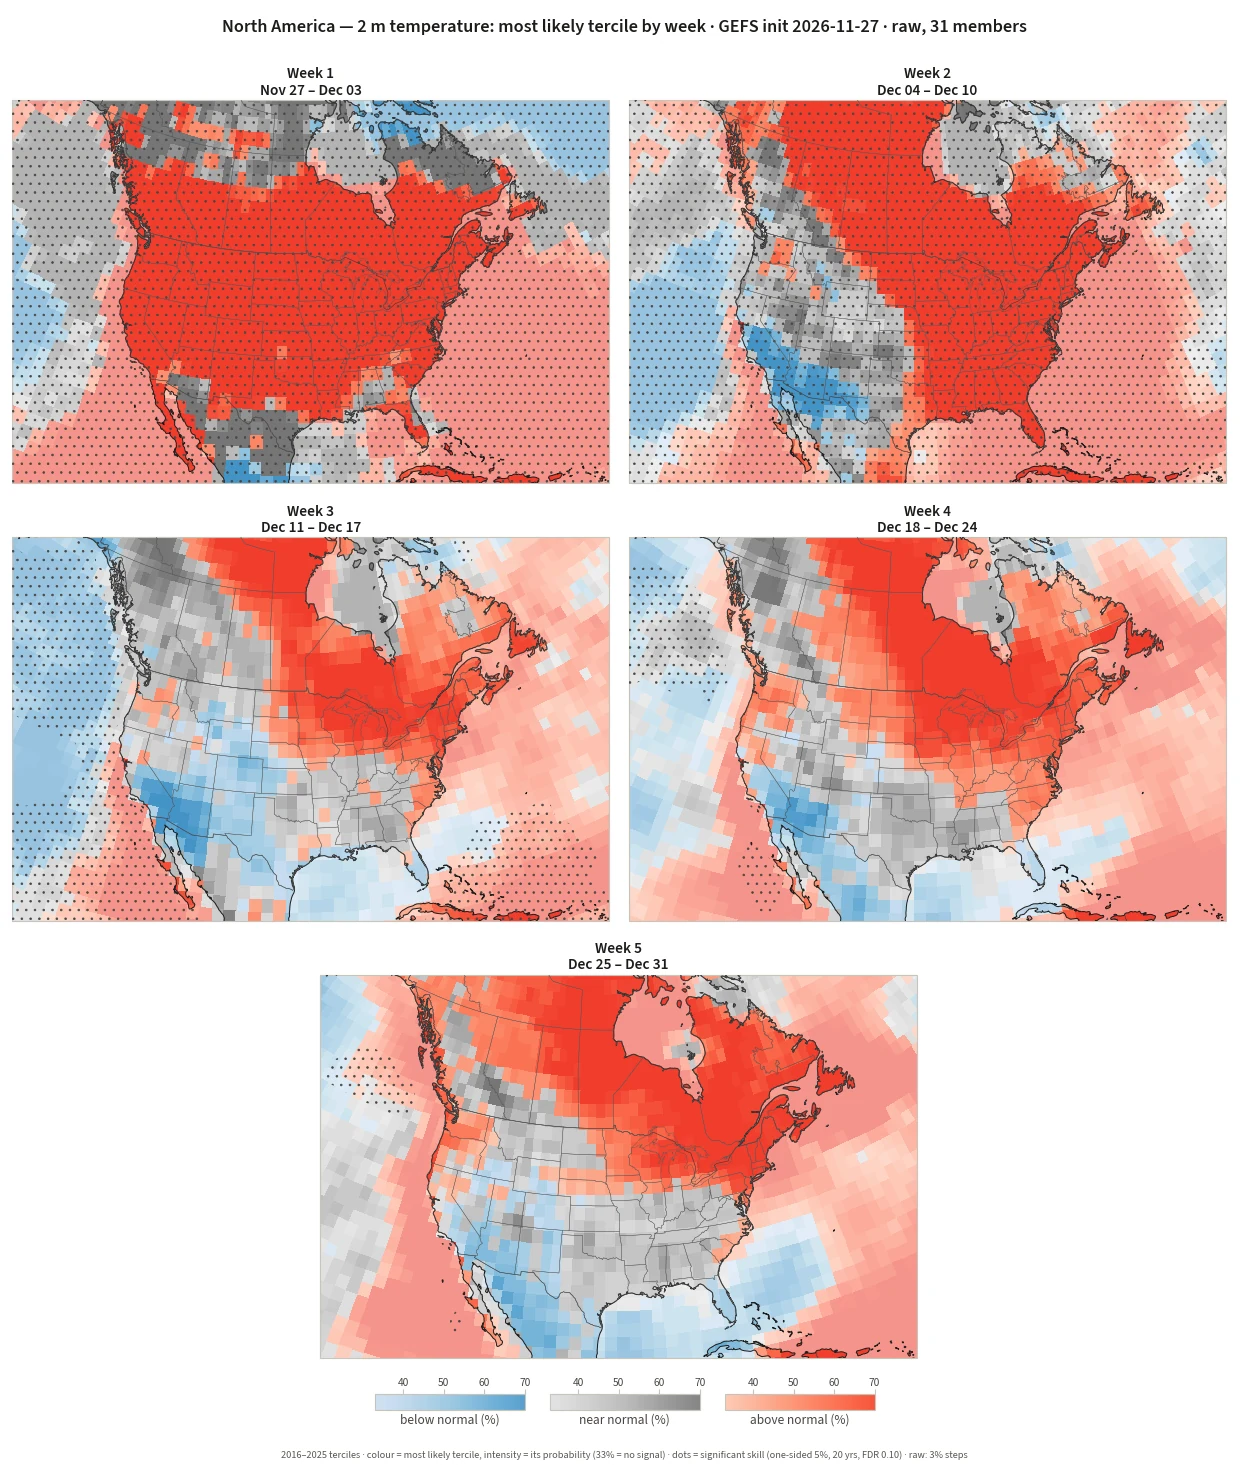 North America — 2 m temperature: most likely tercile by week · GEFS init 2026-11-27 · raw, 31 members
Week 1
Nov 27 – Dec 03
Week 2
Dec 04 – Dec 10
Week 3
Dec 11 – Dec 17
Week 4
Dec 18 – Dec 24
Week 5
Dec 25 – Dec 31
40 50 60 70
below normal (%)
40 50 60 70
near normal (%)
40 50 60 70
above normal (%)
2016–2025 terciles · colour = most likely tercile, intensity = its probability (33% = no signal) · dots = significant skill (one-sided 5%, 20 yrs, FDR 0.10) · raw: 3% steps